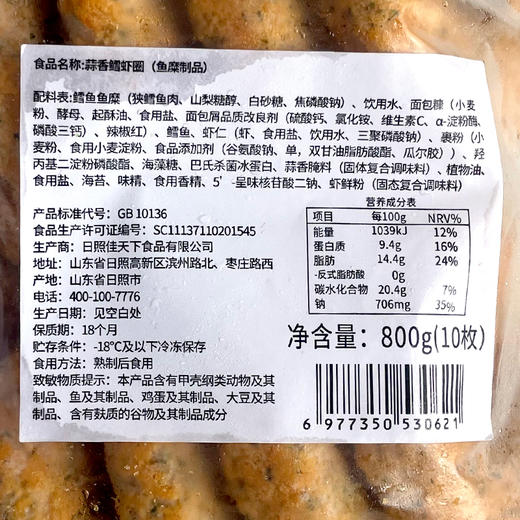 食品名称:蒜香鳕虾圈（鱼糜制品）
配料表:鳕鱼鱼糜（狭鳕鱼肉、山梨糖醇、白砂糖、焦磷酸钠）、饮用水、面包糠（小麦
粉、酵母、起酥油、食用盐、面包屑品质改良剂（硫酸钙、氯化铵、维生素C、α-淀粉酶、
磷酸三钙）、辣椒红）、鳕鱼、虾仁（虾、食用盐、饮用水、三聚磷酸钠）、裹粉（小
麦粉、食用小麦淀粉、食品添加剂（谷氨酸钠、单，双甘油脂肪酸酯、瓜尔胶））、羟
丙基二淀粉磷酸酯、海藻糖、巴氏杀菌冰蛋白、蒜香腌料（固体复合调味料）、植物油、
食用盐、海苔、味精、食用香精、5’-呈味核苷酸二钠、虾鲜粉（固态复合调味料）
产品标准代号：GB 10136
食品生产许可证编号：SC11137110201545
生产商：日照佳天下食品有限公司
地址：山东省日照高新区滨州路北、枣庄路西
产地：山东省日照市
电话：400-100-7776
生产日期：见空白处
保质期：18个月
贮存条件：-18℃及以下冷冻保存
食用方法：熟制后食用
致敏物质提示：本产品含有甲壳纲类动物及其
制品、鱼及其制品、鸡蛋及其制品、大豆及其
制品、含有麸质的谷物及其制品成分
营养成分表
项目 每100g NRV%
能量 1039kJ 12%
蛋白质 9.4g 16%
脂肪 14.4g 24%
-反式脂肪酸 0g
碳水化合物 20.4g 7%
钠 706mg 35%
净含量：800g(10枚)
6 977350 530621